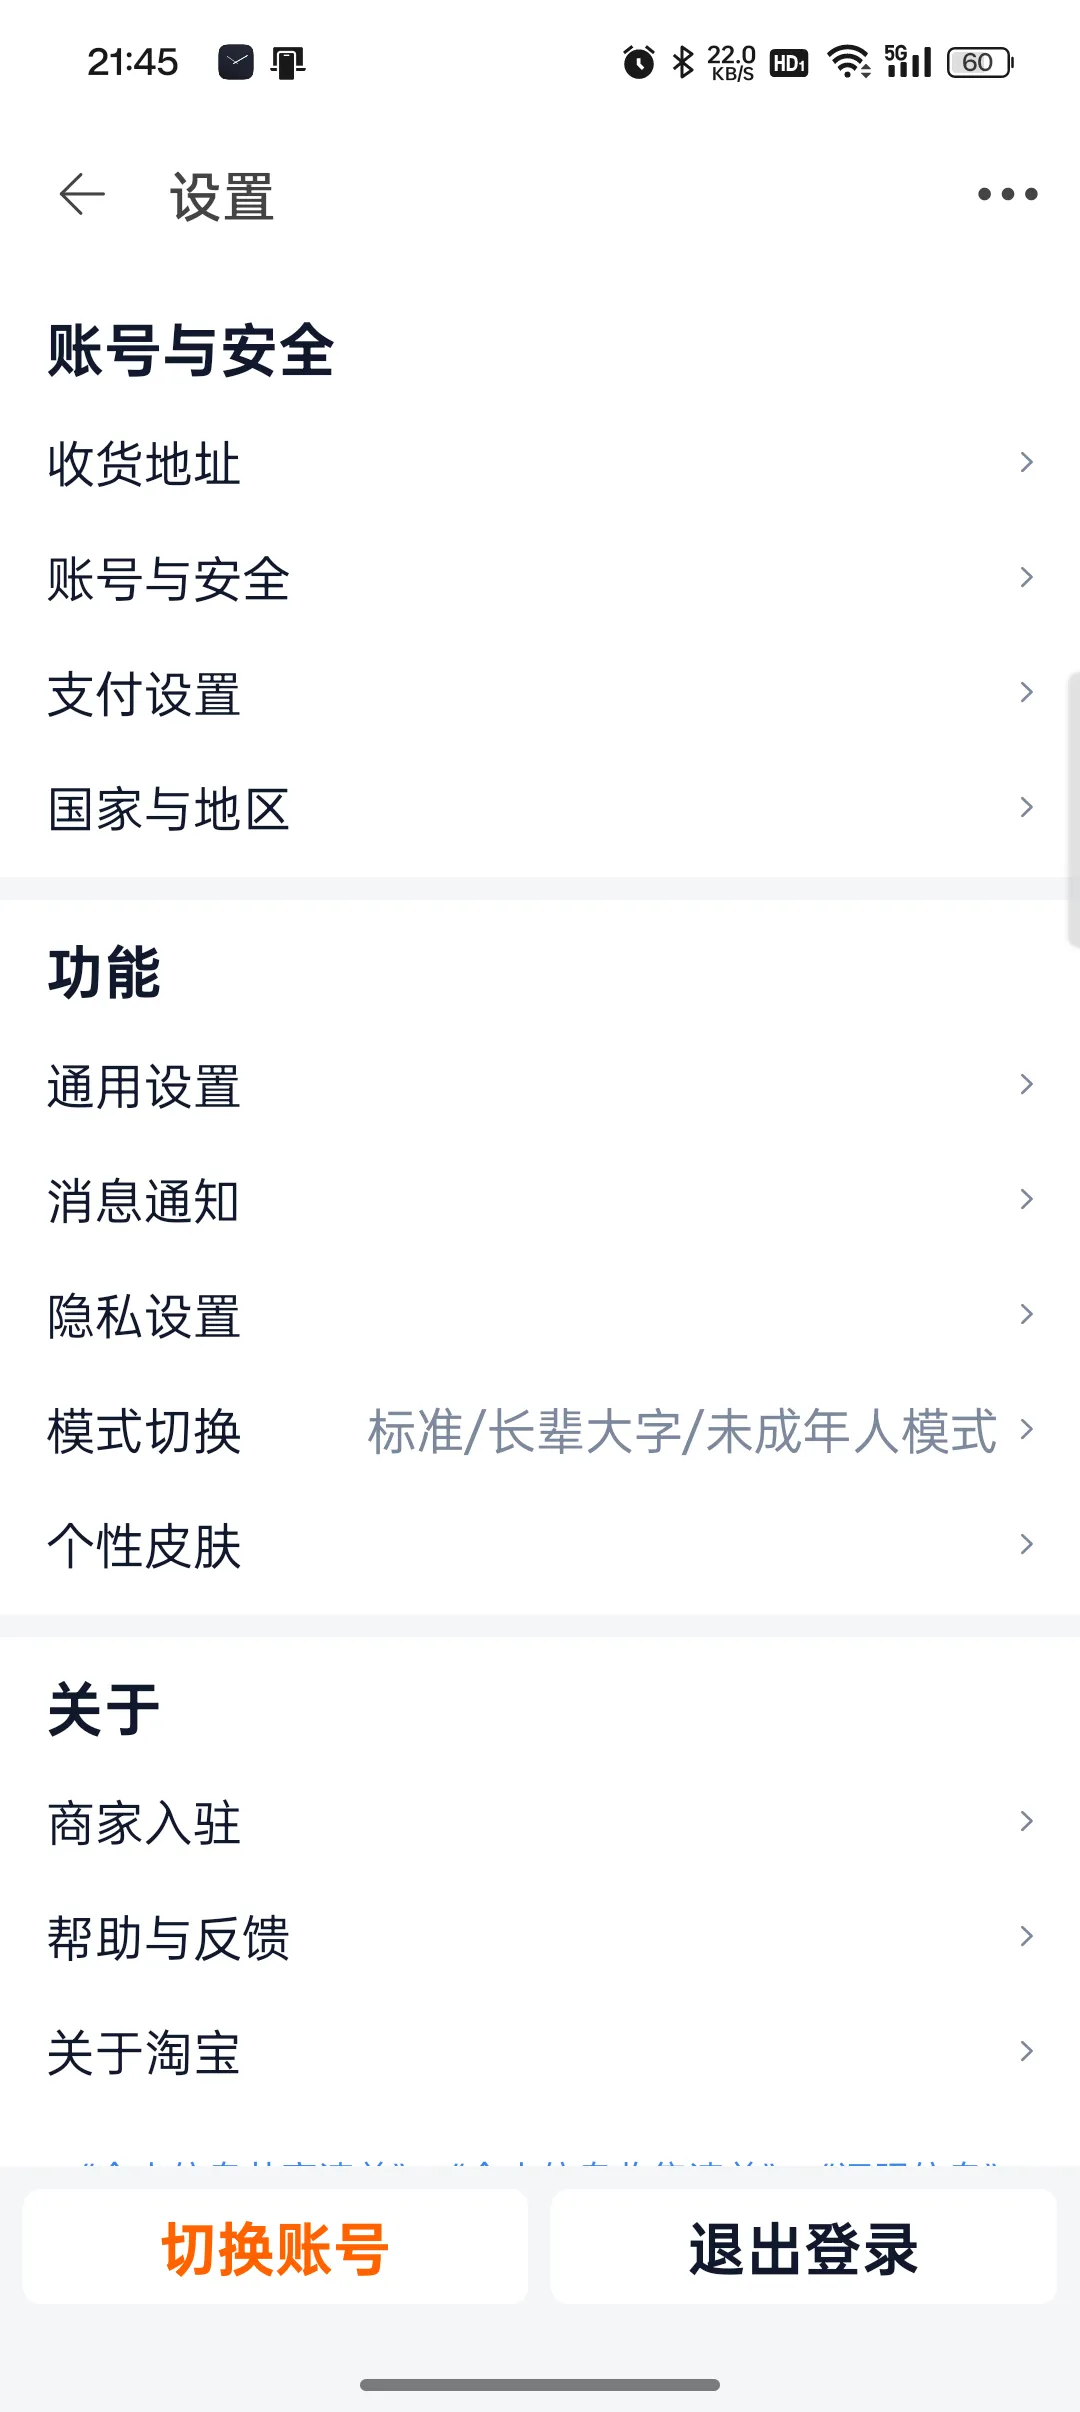 21:45
22.0 KB/S HD1 5G 60
设置
账号与安全
收货地址
账号与安全
支付设置
国家与地区
功能
通用设置
消息通知
隐私设置
模式切换 标准/长辈大字/未成年人模式
个性皮肤
关于
商家入驻
帮助与反馈
关于淘宝
切换账号 退出登录